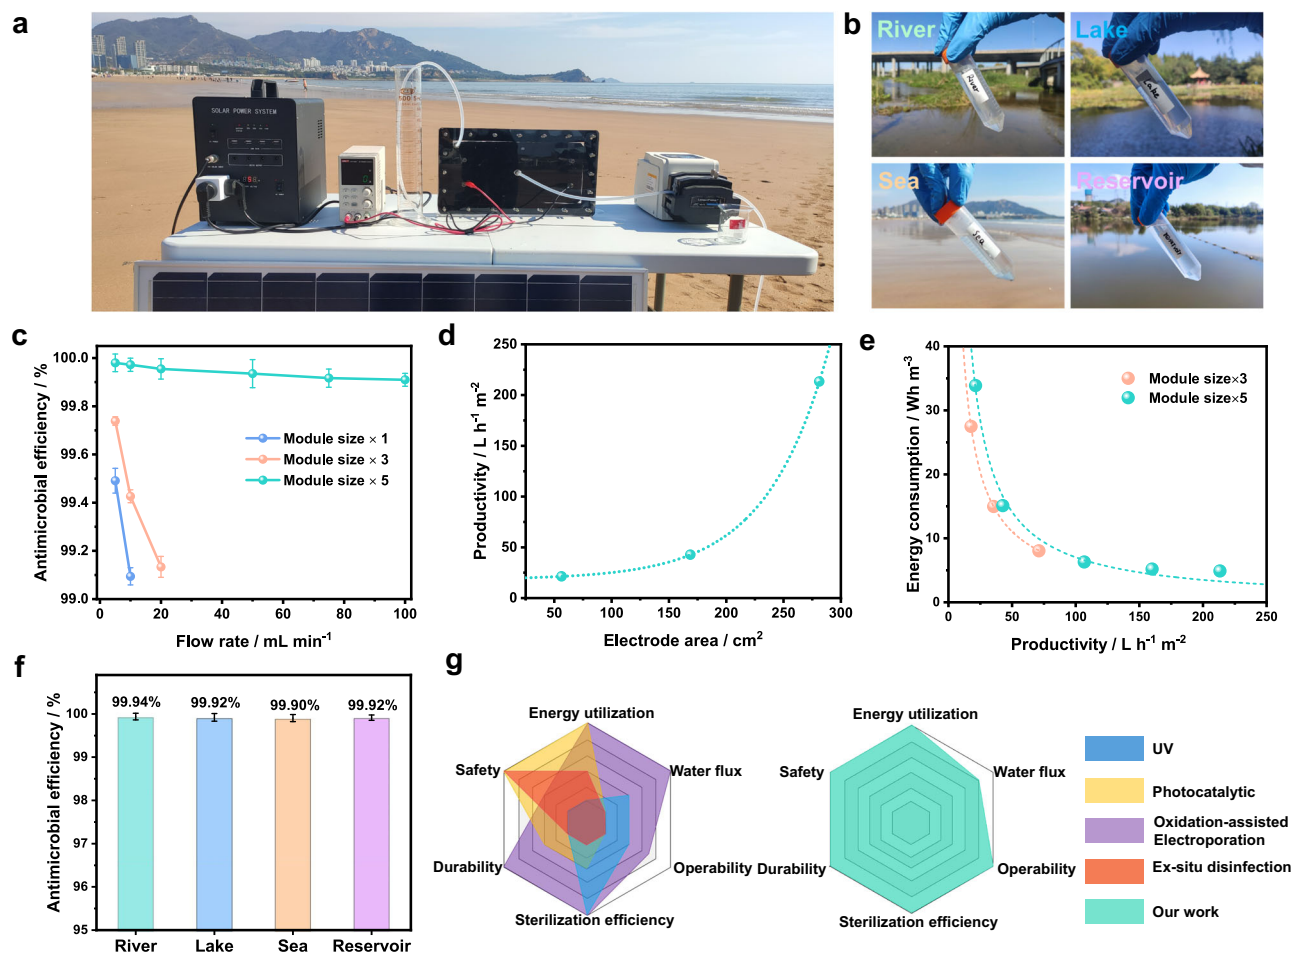 a
SOLAR POWER SYSTEM
b
River
River
Lake
Lake
Sea
Sea
Reservoir
c
Antimicrobial efficiency / %
100.0
99.8
99.6
99.4
99.2
99.0
0
20
40
60
80
100
Flow rate / mL min⁻¹
Module size × 1
Module size × 3
Module size × 5
d
Productivity / L h⁻¹ m⁻²
250
200
150
100
50
0
50
100
150
200
250
300
Electrode area / cm²
e
Energy consumption / Wh m⁻³
40
30
20
10
0
0
50
100
150
200
250
Productivity / L h⁻¹ m⁻²
Module size×3
Module size×5
f
Antimicrobial efficiency / %
100
99
98
97
96
95
99.94%
99.92%
99.90%
99.92%
River
Lake
Sea
Reservoir
g
Energy utilization
Safety
Water flux
Durability
Operability
Sterilization efficiency
Energy utilization
Safety
Water flux
Durability
Operability
Sterilization efficiency
UV
Photocatalytic
Oxidation-assisted
Electroporation
Ex-situ disinfection
Our work